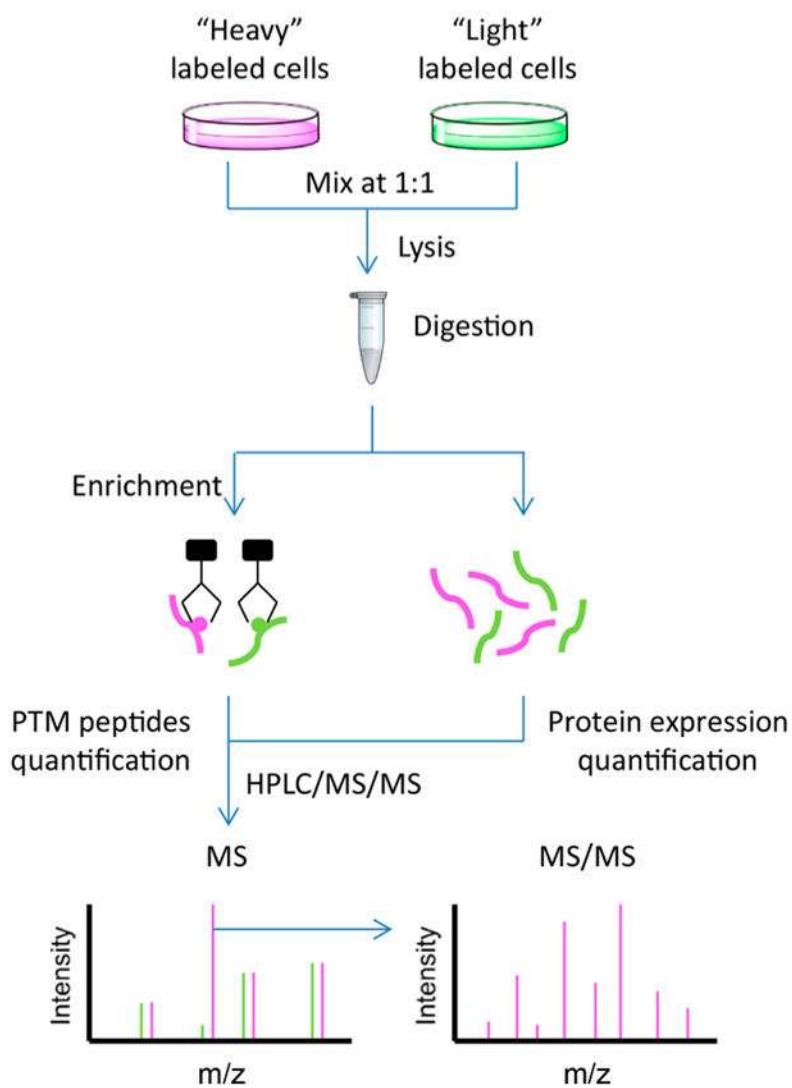 “Heavy”
labeled cells
“Light”
labeled cells
Mix at 1:1
Lysis
Digestion
Enrichment
PTM peptides
quantification
Protein expression
quantification
HPLC/MS/MS
MS
MS/MS
Intensity
m/z
Intensity
m/z